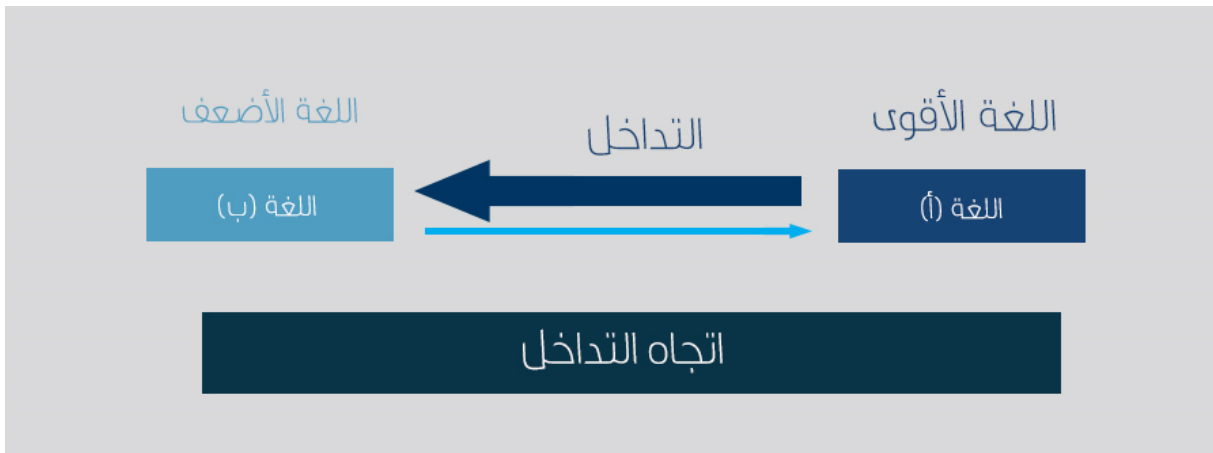 اللغة الأقوى
التداخل
اللغة الأضعف
اللغة (أ)
اللغة (ب)
اتجاه التداخل